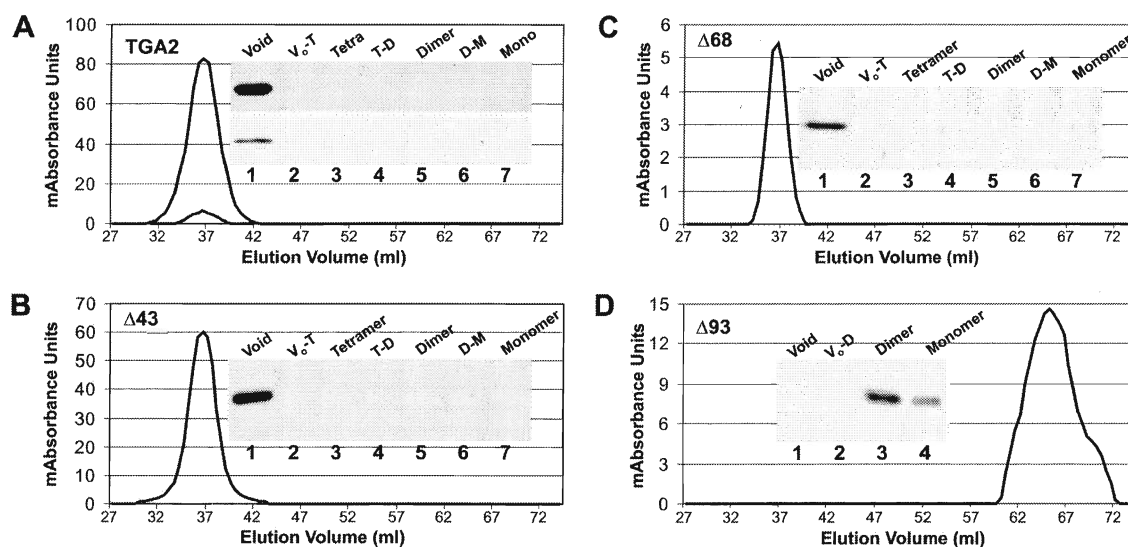 A
TGA2
mAbsorbance Units
100
80
60
40
20
0
Void Vo-T Tetra T-D Dimer D-M Mono
1 2 3 4 5 6 7
27 32 37 42 47 52 57 62 67 72
Elution Volume (ml)
B
Δ43
mAbsorbance Units
70
60
50
40
30
20
10
0
Void Vo-T Tetramer T-D Dimer D-M Monomer
1 2 3 4 5 6 7
27 32 37 42 47 52 57 62 67 72
Elution Volume (ml)
C
Δ68
mAbsorbance Units
6
5
4
3
2
1
0
Void Vo-T Tetramer T-D Dimer D-M Monomer
1 2 3 4 5 6 7
27 32 37 42 47 52 57 62 67 72
Elution Volume (ml)
D
Δ93
mAbsorbance Units
15
12
9
6
3
0
Void Vo-D Dimer Monomer
1 2 3 4
27 32 37 42 47 52 57 62 67 72
Elution Volume (ml)